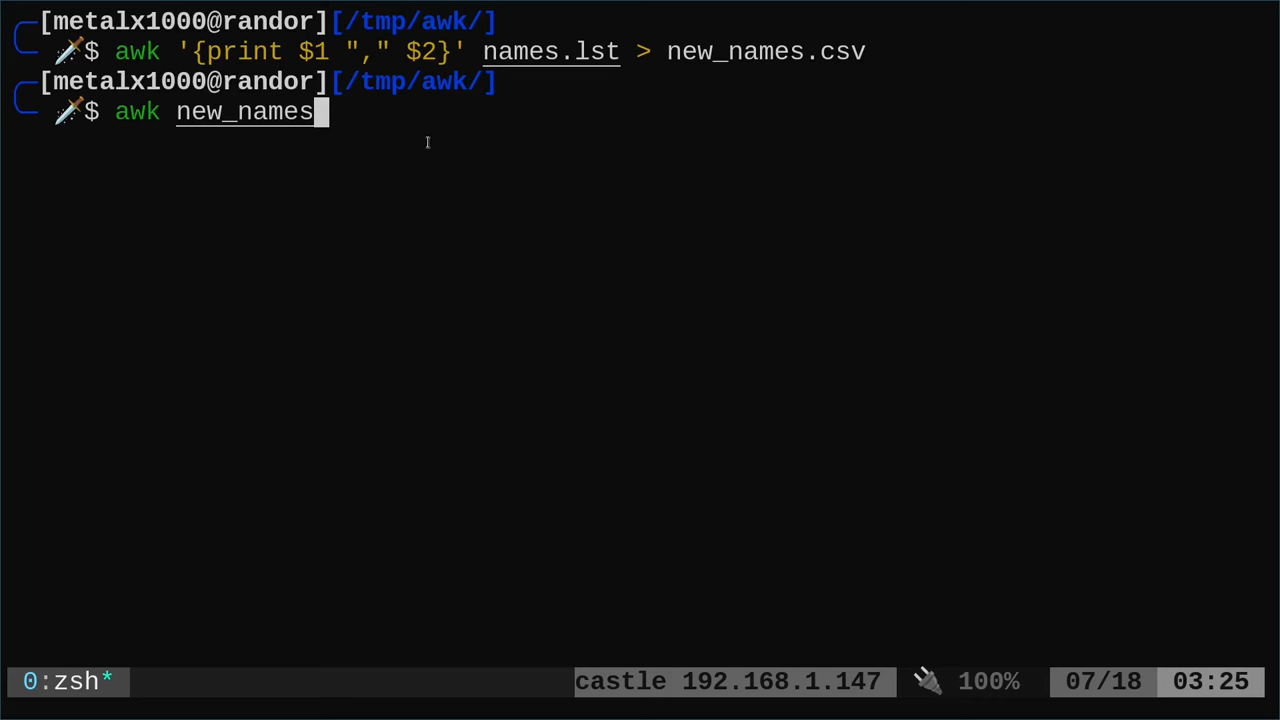 [metalx1000@randor][/tmp/awk/]
$ awk '{print $1 "," $2}' names.lst > new_names.csv
[metalx1000@randor][/tmp/awk/]
$ awk new_names
0:zsh* castle 192.168.1.147 100% 07/18 03:25